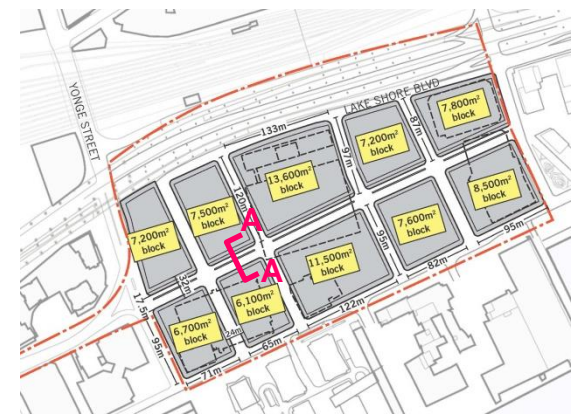 YONGE STREET
LAKE SHORE BLVD
7,800m²
block
87m
133m
7,200m²
block
97m
13,600m²
block
120m
7,500m²
block
8,500m²
block
7,200m²
block
A
A
7,600m²
block
95m
95m
82m
11,500m²
block
122m
32m
17.5m
6,100m²
block
24m
65m
6,700m²
block
95m
71m